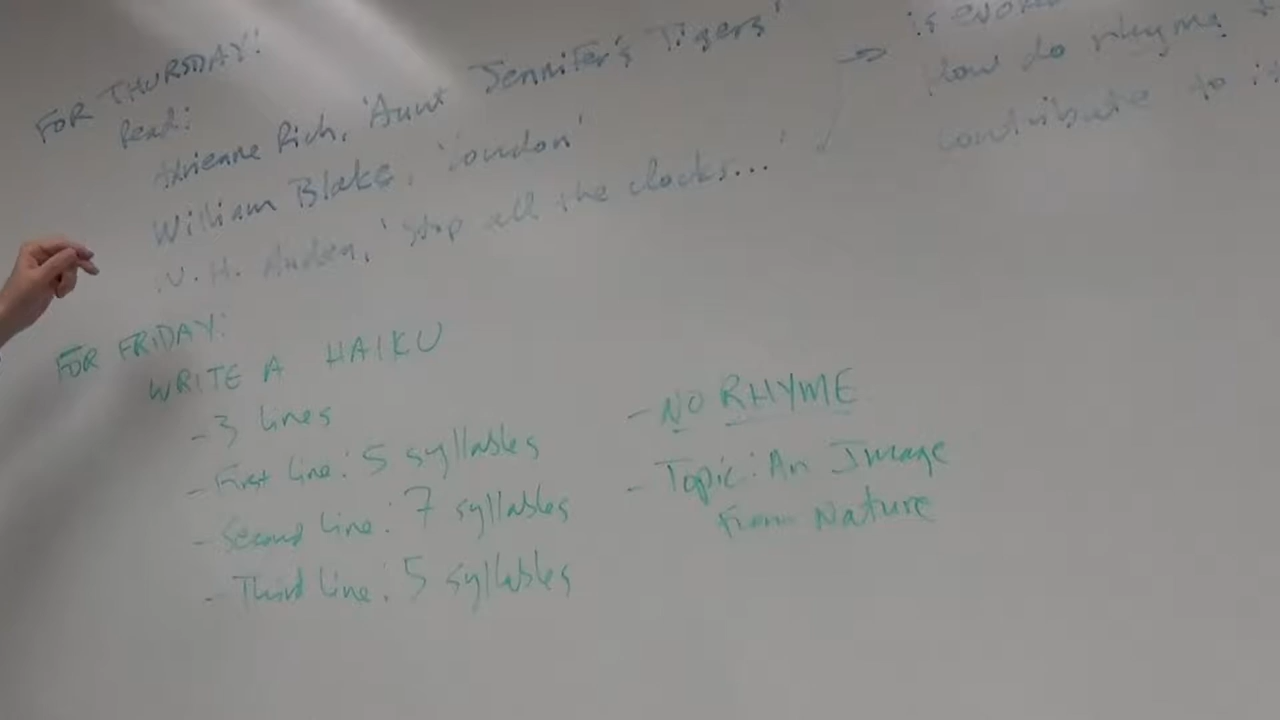 FOR THURSDAY:
Read:
Adrienne Rich, 'Aunt Jennifer's Tigers'
William Blake, 'London'
W. H. Auden, 'Stop all the clocks...'
is
How do rhyme
contribute to
FOR FRIDAY:
WRITE A HAIKU
- 3 lines
- First line: 5 syllables
- Second line: 7 syllables
- Third line: 5 syllables
- NO RHYME
- Topic: An Image
From Nature